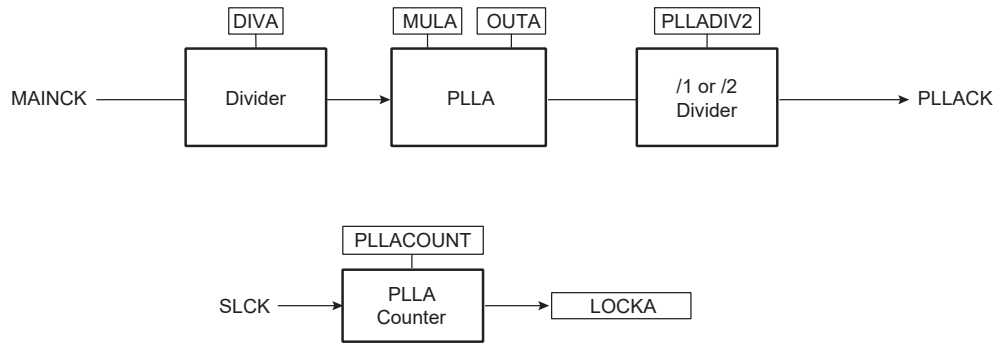 DIVA
MULA
OUTA
PLLADIV2
MAINCK
Divider
PLLA
/1 or /2
Divider
PLLACK
PLLACOUNT
SLCK
PLLA
Counter
LOCKA